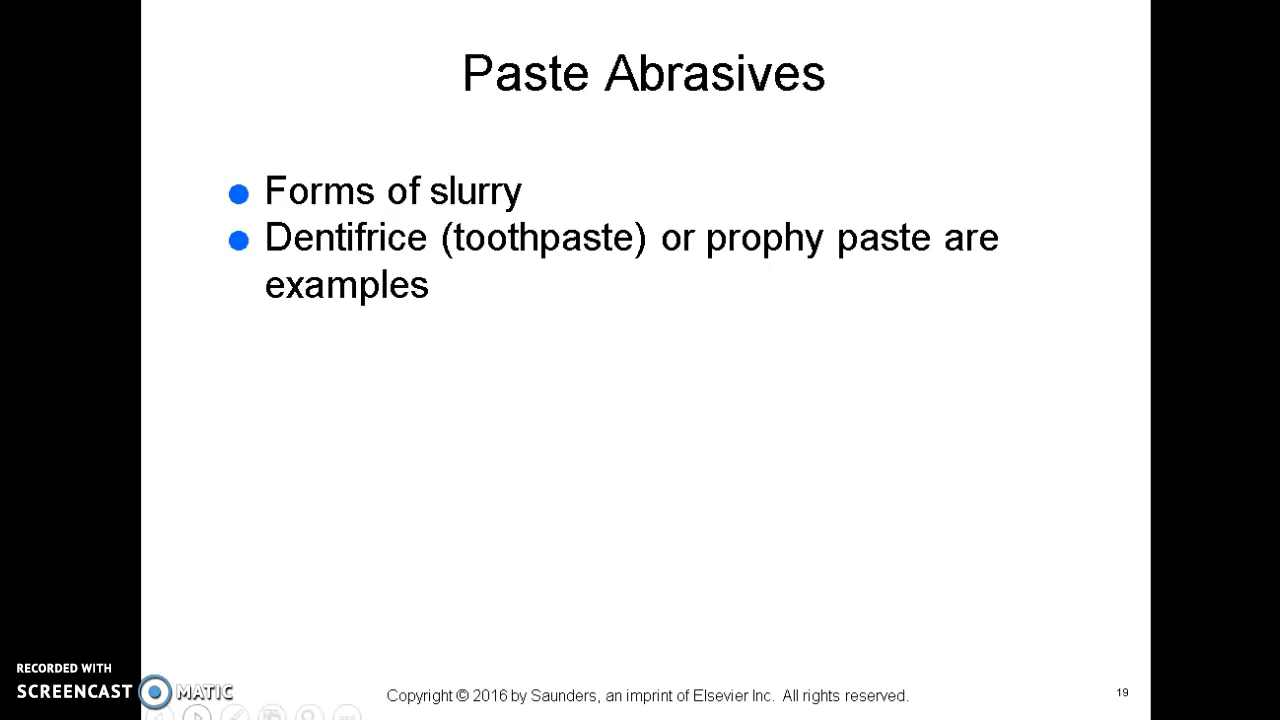 Paste Abrasives
Forms of slurry
Dentifrice (toothpaste) or prophy paste are
examples
RECORDED WITH
SCREENCAST MATIC
Copyright © 2016 by Saunders, an imprint of Elsevier Inc. All rights reserved.
19